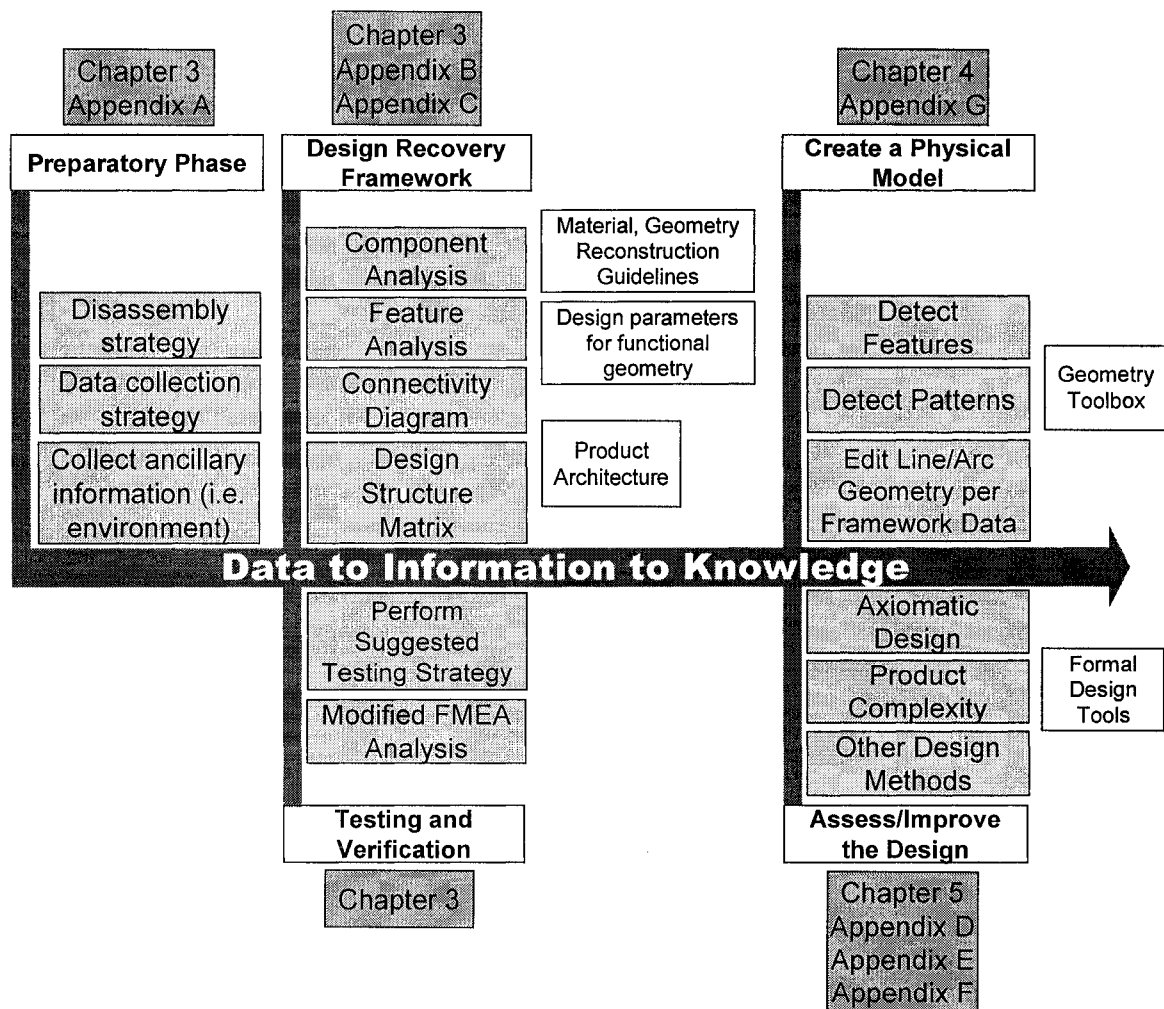 Chapter 3
Appendix A
Preparatory Phase
Disassembly
strategy
Data collection
strategy
Collect ancillary
information (i.e.
environment)
Chapter 3
Appendix B
Appendix C
Design Recovery
Framework
Component
Analysis
Feature
Analysis
Connectivity
Diagram
Design
Structure
Matrix
Material, Geometry
Reconstruction
Guidelines
Design parameters
for functional
geometry
Product
Architecture
Chapter 4
Appendix G
Create a Physical
Model
Detect
Features
Detect Patterns
Edit Line/Arc
Geometry per
Framework Data
Geometry
Toolbox
Data to Information to Knowledge
Perform
Suggested
Testing Strategy
Modified FMEA
Analysis
Testing and
Verification
Chapter 3
Axiomatic
Design
Product
Complexity
Other Design
Methods
Formal
Design
Tools
Assess/Improve
the Design
Chapter 5
Appendix D
Appendix E
Appendix F